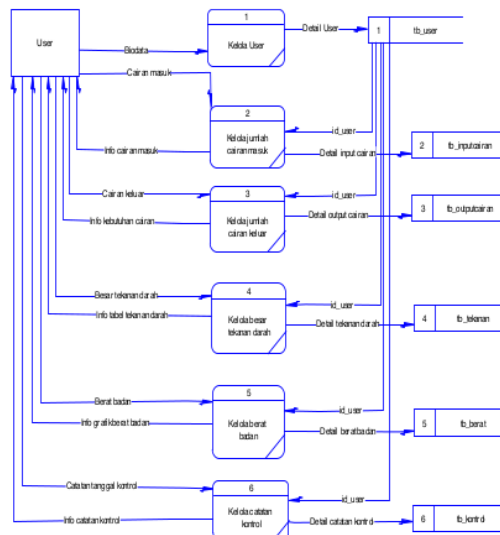 User
1
Kelola User
Detail User
1 tb_user
Biodata
Cairan masuk
2
Kelola jumlah
cairan masuk
id_user
Info cairan masuk
Detail input cairan
2 tb_inputcairan
Cairan keluar
3
Kelola jumlah
cairan keluar
id_user
Info kebutuhan cairan
Detail output cairan
3 tb_outputcairan
Besar tekanan darah
4
Kelola besar
tekanan darah
id_user
Info tabel tekanan darah
Detail tekanan darah
4 tb_tekanan
Berat badan
5
Kelola berat
badan
id_user
Info grafik berat badan
Detail berat badan
5 tb_berat
Catatan tanggal kontrol
6
Kelola catatan
kontrol
id_user
Info catatan kontrol
Detail catatan kontrol
6 tb_kontrol